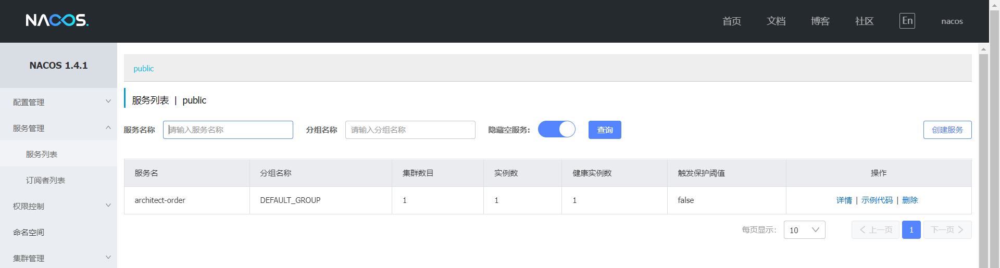 NACOS.
首页 文档 博客 社区 En nacos
NACOS 1.4.1
配置管理
服务管理
服务列表
订阅者列表
权限控制
命名空间
集群管理
public
服务列表 | public
服务名称 请输入服务名称 分组名称 请输入分组名称 隐藏空服务: 查询 创建服务
服务名 分组名称 集群数目 实例数 健康实例数 触发保护阈值 操作
architect-order DEFAULT_GROUP 1 1 1 false 详情 | 示例代码 | 删除
每页显示: 10 上一页 1 下一页